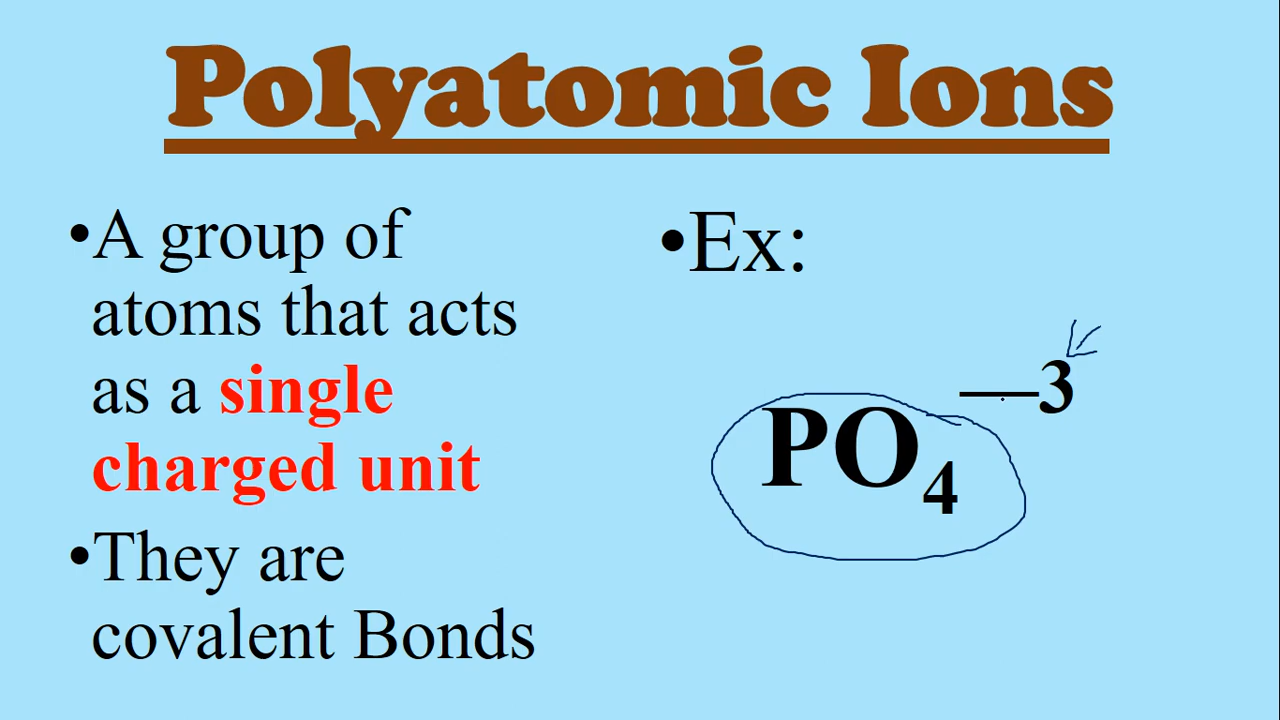 Polyatomic Ions
•A group of
atoms that acts
as a single
charged unit
•They are
covalent Bonds
•Ex:
PO₄⁻³